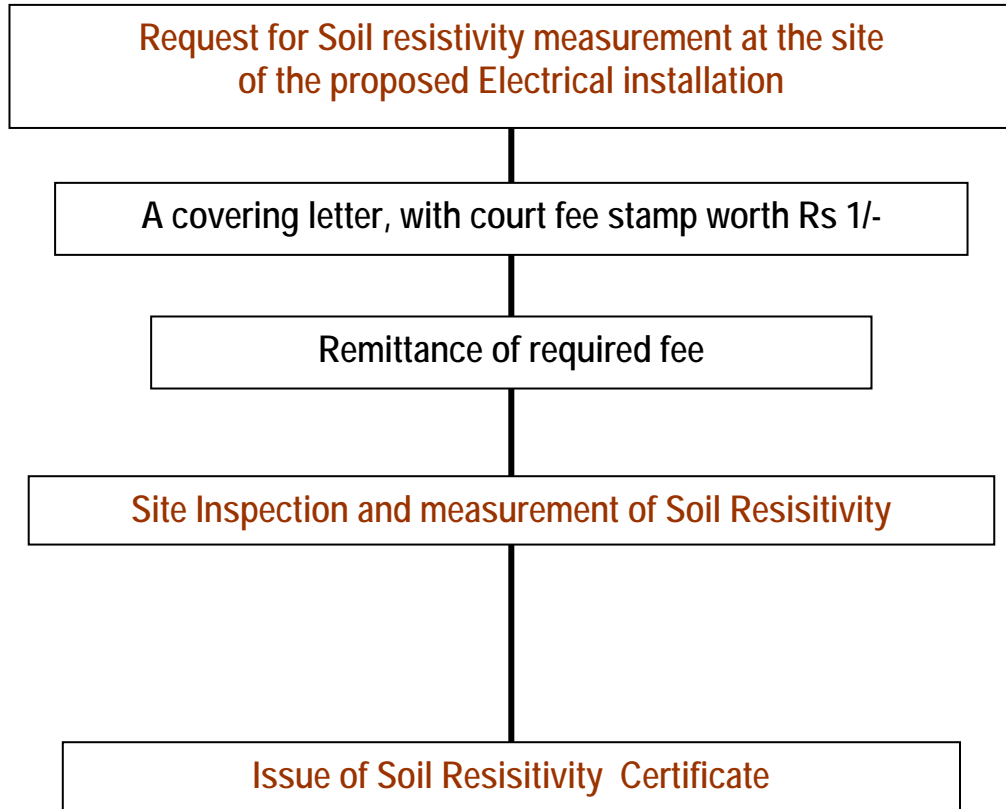 Request for Soil resistivity measurement at the site
of the proposed Electrical installation
A covering letter, with court fee stamp worth Rs 1/-
Remittance of required fee
Site Inspection and measurement of Soil Resisitivity
Issue of Soil Resisitivity Certificate